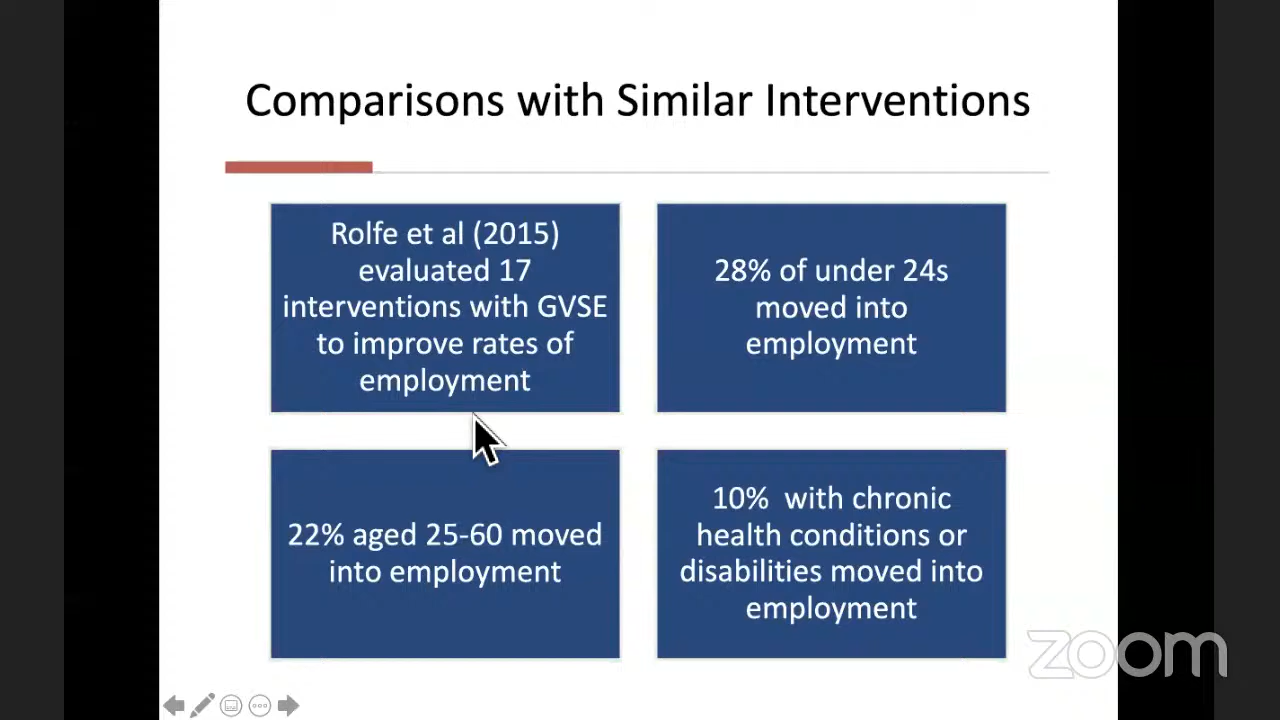 Comparisons with Similar Interventions
Rolfe et al (2015)
evaluated 17
interventions with GVSE
to improve rates of
employment
28% of under 24s
moved into
employment
22% aged 25-60 moved
into employment
10%  with chronic
health conditions or
disabilities moved into
employment
zoom